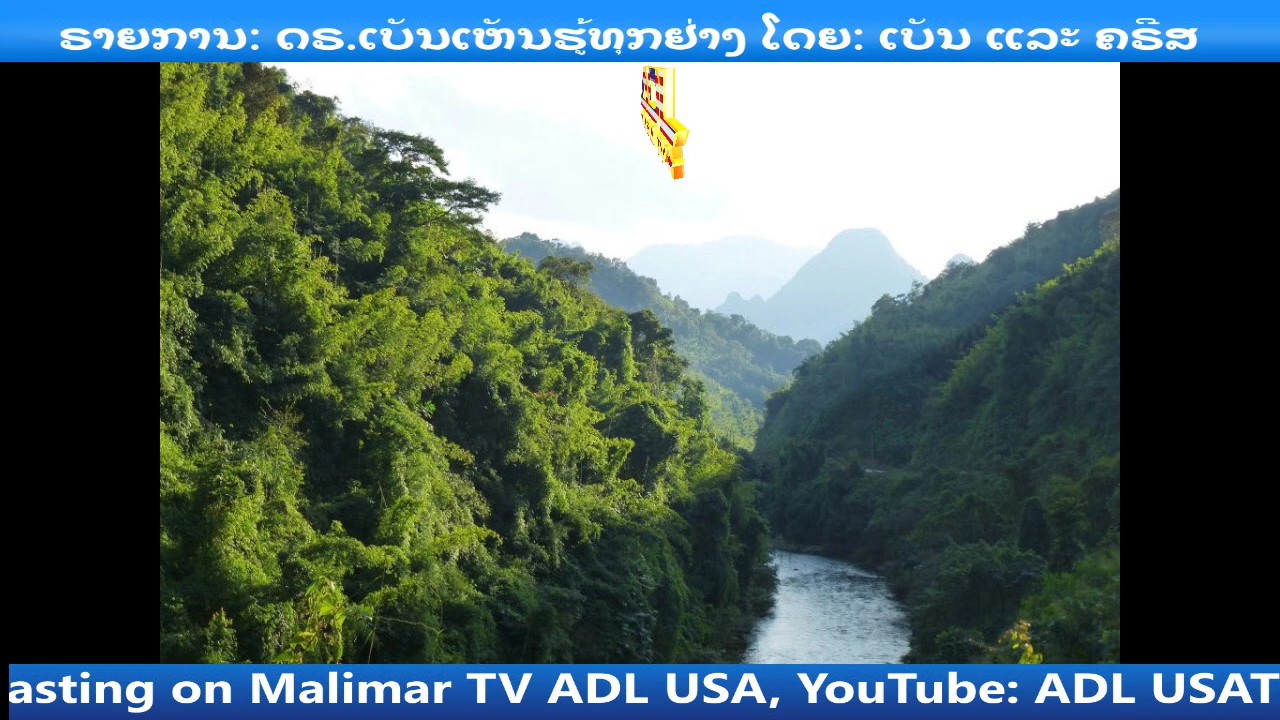 ຣາຍການ: ດຣ.ເບັນເຫັນຮູ້ທຸກຢ່າງ ໂດຍ: ເບັນ ແລະ ຄຣີສ
asting on Malimar TV ADL USA, YouTube: ADL USAT